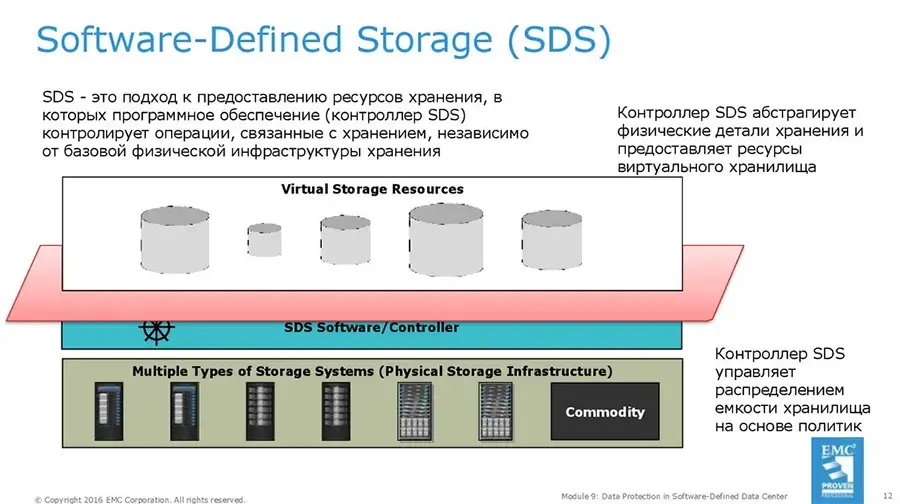 Software-Defined Storage (SDS)
SDS - это подход к предоставлению ресурсов хранения, в
которых программное обеспечение (контроллер SDS)
контролирует операции, связанные с хранением, независимо
от базовой физической инфраструктуры хранения
Контроллер SDS абстрагирует
физические детали хранения и
предоставляет ресурсы
виртуального хранилища
Virtual Storage Resources
SDS Software/Controller
Multiple Types of Storage Systems (Physical Storage Infrastructure)
Commodity
Контроллер SDS
управляет
распределением
емкости хранилища
на основе политик
EMC²
PROVEN
PROFESSIONAL
© Copyright 2016 EMC Corporation. All rights reserved.
Module 9: Data Protection in Software-Defined Data Center
12